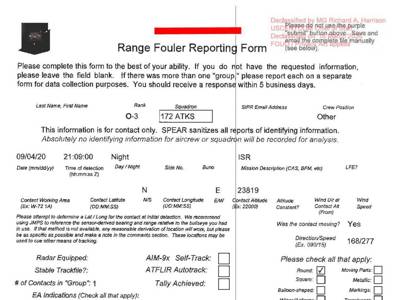 Declassified by MG Richard A. Harrison
Please do not use the purple
"submit" button above. Save and
email the complete file manually
(see below).
Range Fouler Reporting Form
Please complete this form to the best of your ability. If you do not have the requested information,
please leave the field blank. If there was more than one "group," please report each on a separate
form for data collection purposes. You should receive a response within 5 business days.
Last Name, First Name Rank Squadron SIPR Email Address Crew Position
O-3 172 ATKS Other
This information is for contact only. SPEAR sanitizes all reports of identifying information.
Absolutely no identifying information for aircrew or squadron will be recorded for analysis.
09/04/20 21:09:00 Night ISR
Date (mm/dd/yy) Time of detection (hh:mm:ss Z) Day / Night Side No. Buno Mission Description (CAS, BFM, etc) LFE?
N E 23819
Contact Working Area (Ex: W-72 1A) Contact Latitude (DD MM.SS) N/S Contact Longitude (DD MM.SS) E/W Contact Altitude (Ex: 22000) Altitude Constant? Wind Dir at Contact Alt (From) Wind Speed
Please attempt to determine a Lat / Long for the contact at initial detection. We recommend
using JMPS to reference the sensor-derived bearing and range relative to the bullseye you had
in use. If that method is not available, any reasonable derivation of location will work, but please
be as specific as possible and make a note in the comments section. These locations may be
used to cue other means of tracking.
Was the contact moving? Yes
Direction/Speed (Ex. 090/15) 168/277
Radar Equipped: AIM-9x Self-Track: Please check all that apply:
Stable Trackfile?: ATFLIR Autotrack: Round: Moving Parts:
# of Contacts in "Group": 1 Tally Achieved: Square: Metallic:
EA Indications (Check all that apply): Balloon-shaped: Markings: